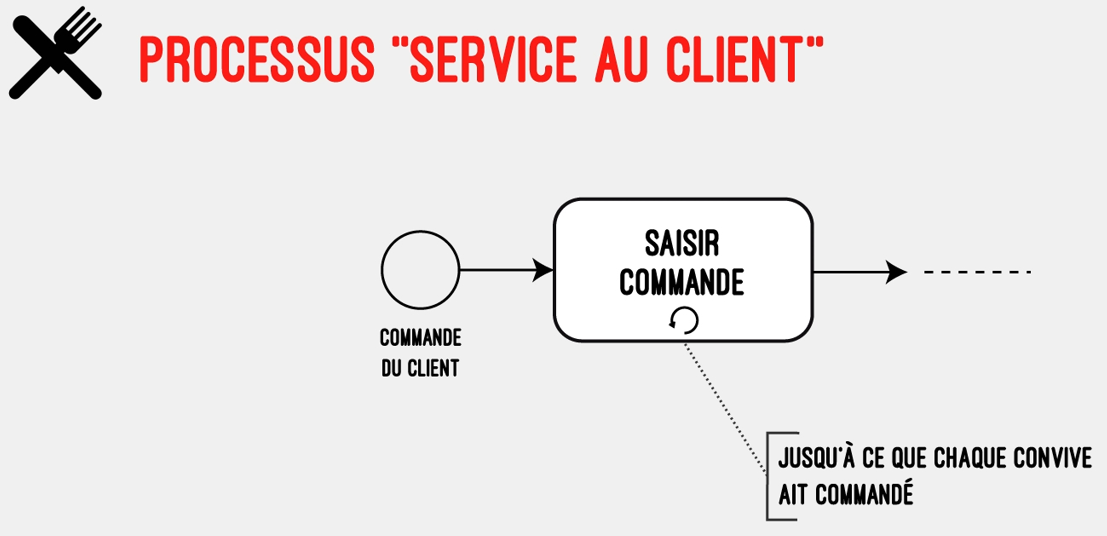 PROCESSUS "SERVICE AU CLIENT"
SAISIR
COMMANDE
COMMANDE
DU CLIENT
JUSQU'À CE QUE CHAQUE CONVIVE
AIT COMMANDÉ